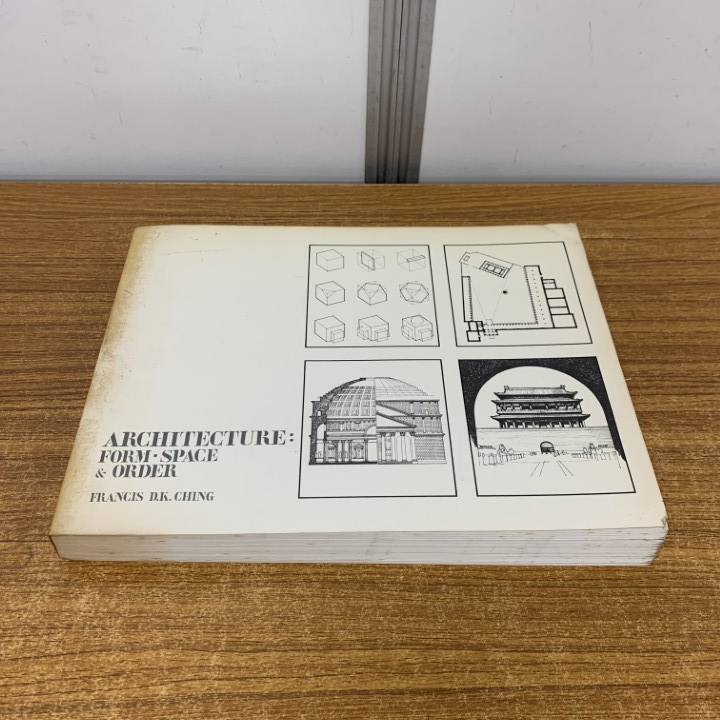 ARCHITECTURE:
FORM·SPACE
& ORDER
FRANCIS D.K. CHING